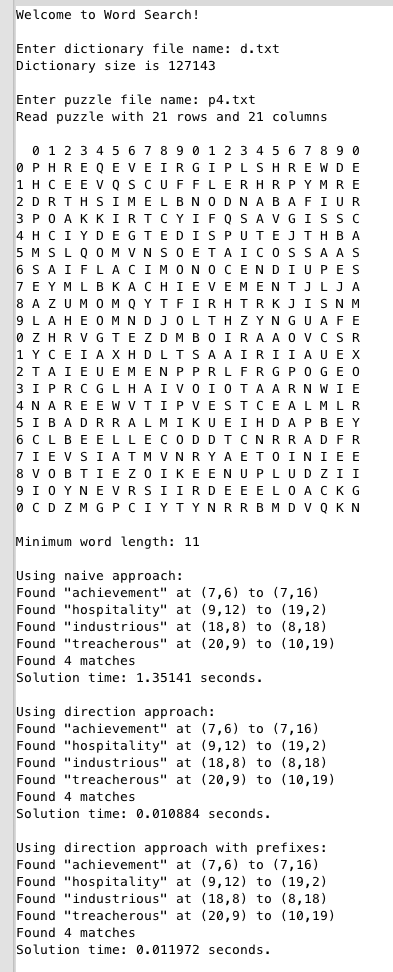 Welcome to Word Search!
Enter dictionary file name: d.txt
Dictionary size is 127143
Enter puzzle file name: p4.txt
Read puzzle with 21 rows and 21 columns
0 1 2 3 4 5 6 7 8 9 0 1 2 3 4 5 6 7 8 9 0
0 P H R E Q E V E I R G I P L S H R E W D E
1 H C E E V Q S C U F F L E R H R P Y M R E
2 D R T H S I M E L B N O D N A B A F I U R
3 P O A K K I R T C Y I F Q S A V G I S S C
4 H C I Y D E G T E D I S P U T E J T H B A
5 M S L Q O M V N S O E T A I C O S S A A S
6 S A I F L A C I M O N O C E N D I U P E S
7 E Y M L B K A C H I E V E M E N T J L J A
8 A Z U M O M Q Y T F I R H T R K J I S N M
9 L A H E O M N D J O L T H Z Y N G U A F E
0 Z H R V G T E Z D M B O I R A A O V C S R
1 Y C E I A X H D L T S A A I R I I A U E X
2 T A I E U E M E N P P R L F R G P O G E O
3 I P R C G L H A I V O I O T A A R N W I E
4 N A R E E W V T I P V E S T C E A L M L R
5 I B A D R R A L M I K U E I H D A P B E Y
6 C L B E E L L E C O D D T C N R R A D F R
7 I E V S I A T M V N R Y A E T O I N I E E
8 V O B T I E Z O I K E E N U P L U D Z I I
9 I O Y N E V R S I I R D E E E L O A C K G
0 C D Z M G P C I Y T Y N R R B M D V Q K N
Minimum word length: 11
Using naive approach:
Found "achievement" at (7,6) to (7,16)
Found "hospitality" at (9,12) to (19,2)
Found "industrious" at (18,8) to (8,18)
Found "treacherous" at (20,9) to (10,19)
Found 4 matches
Solution time: 1.35141 seconds.
Using direction approach:
Found "achievement" at (7,6) to (7,16)
Found "hospitality" at (9,12) to (19,2)
Found "industrious" at (18,8) to (8,18)
Found "treacherous" at (20,9) to (10,19)
Found 4 matches
Solution time: 0.010884 seconds.
Using direction approach with prefixes:
Found "achievement" at (7,6) to (7,16)
Found "hospitality" at (9,12) to (19,2)
Found "industrious" at (18,8) to (8,18)
Found "treacherous" at (20,9) to (10,19)
Found 4 matches
Solution time: 0.011972 seconds.